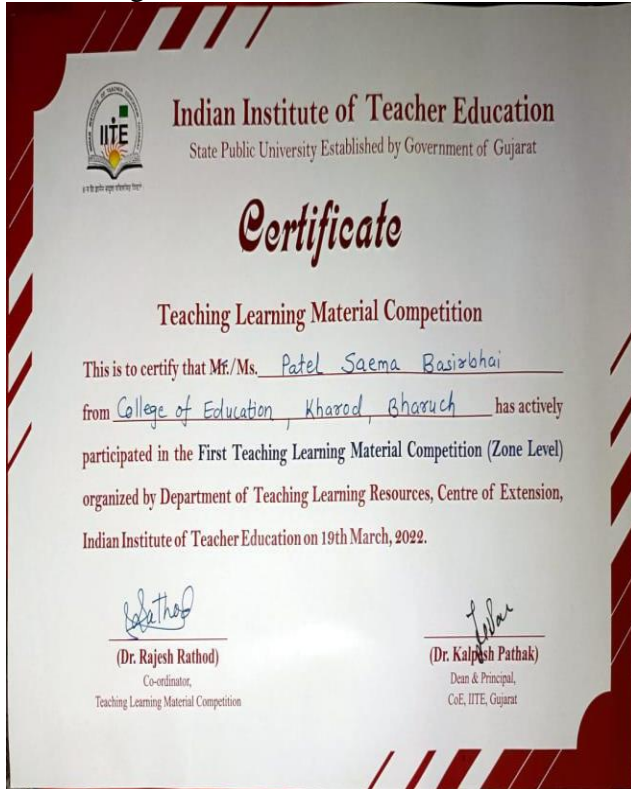 IITE
Indian Institute of Teacher Education
State Public University Established by Government of Gujarat
Certificate
Teaching Learning Material Competition
This is to certify that Mr./Ms. Patel Saema Basirbhai
from College of Education, Kharod, Bharuch has actively
participated in the First Teaching Learning Material Competition (Zone Level)
organized by Department of Teaching Learning Resources, Centre of Extension,
Indian Institute of Teacher Education on 19th March, 2022.
(Dr. Rajesh Rathod)
Co-ordinator,
Teaching Learning Material Competition
(Dr. Kalpesh Pathak)
Dean & Principal,
CoE, IITE, Gujarat